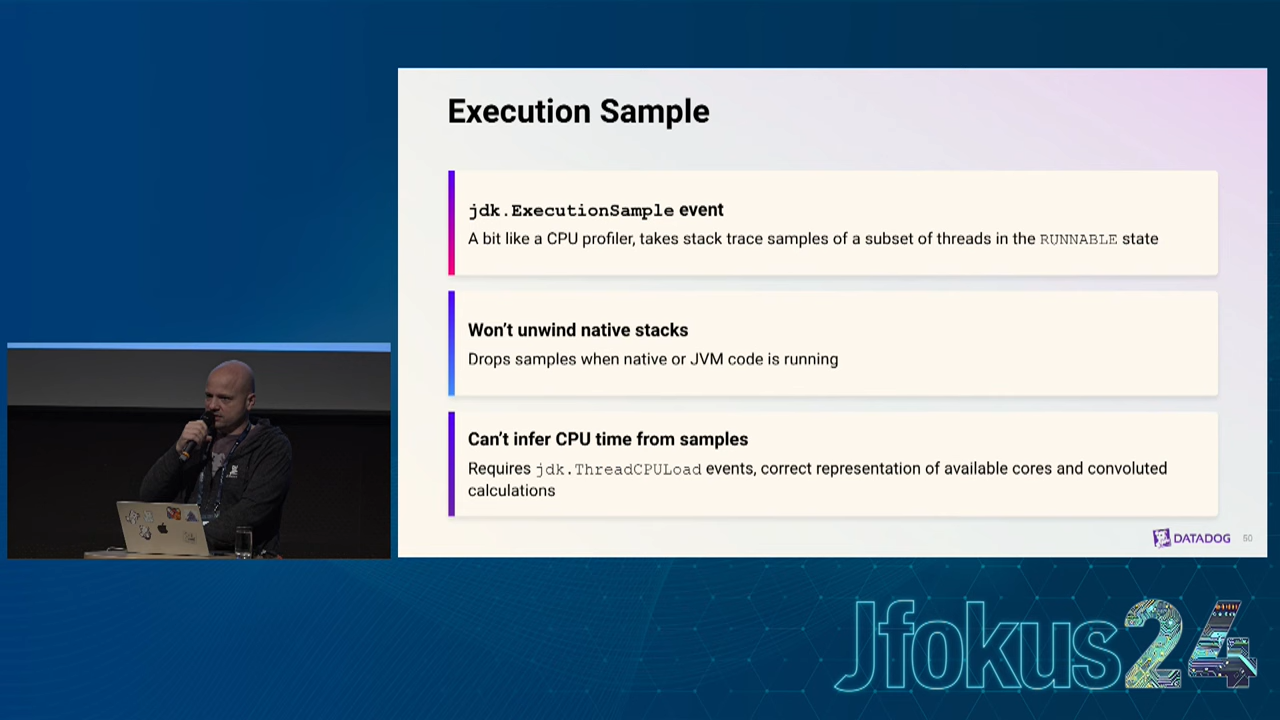 Execution Sample
jdk.ExecutionSample event
A bit like a CPU profiler, takes stack trace samples of a subset of threads in the RUNNABLE state
Won't unwind native stacks
Drops samples when native or JVM code is running
Can't infer CPU time from samples
Requires jdk.ThreadCPULoad events, correct representation of available cores and convoluted
calculations
DATADOG 50
Jfokus24